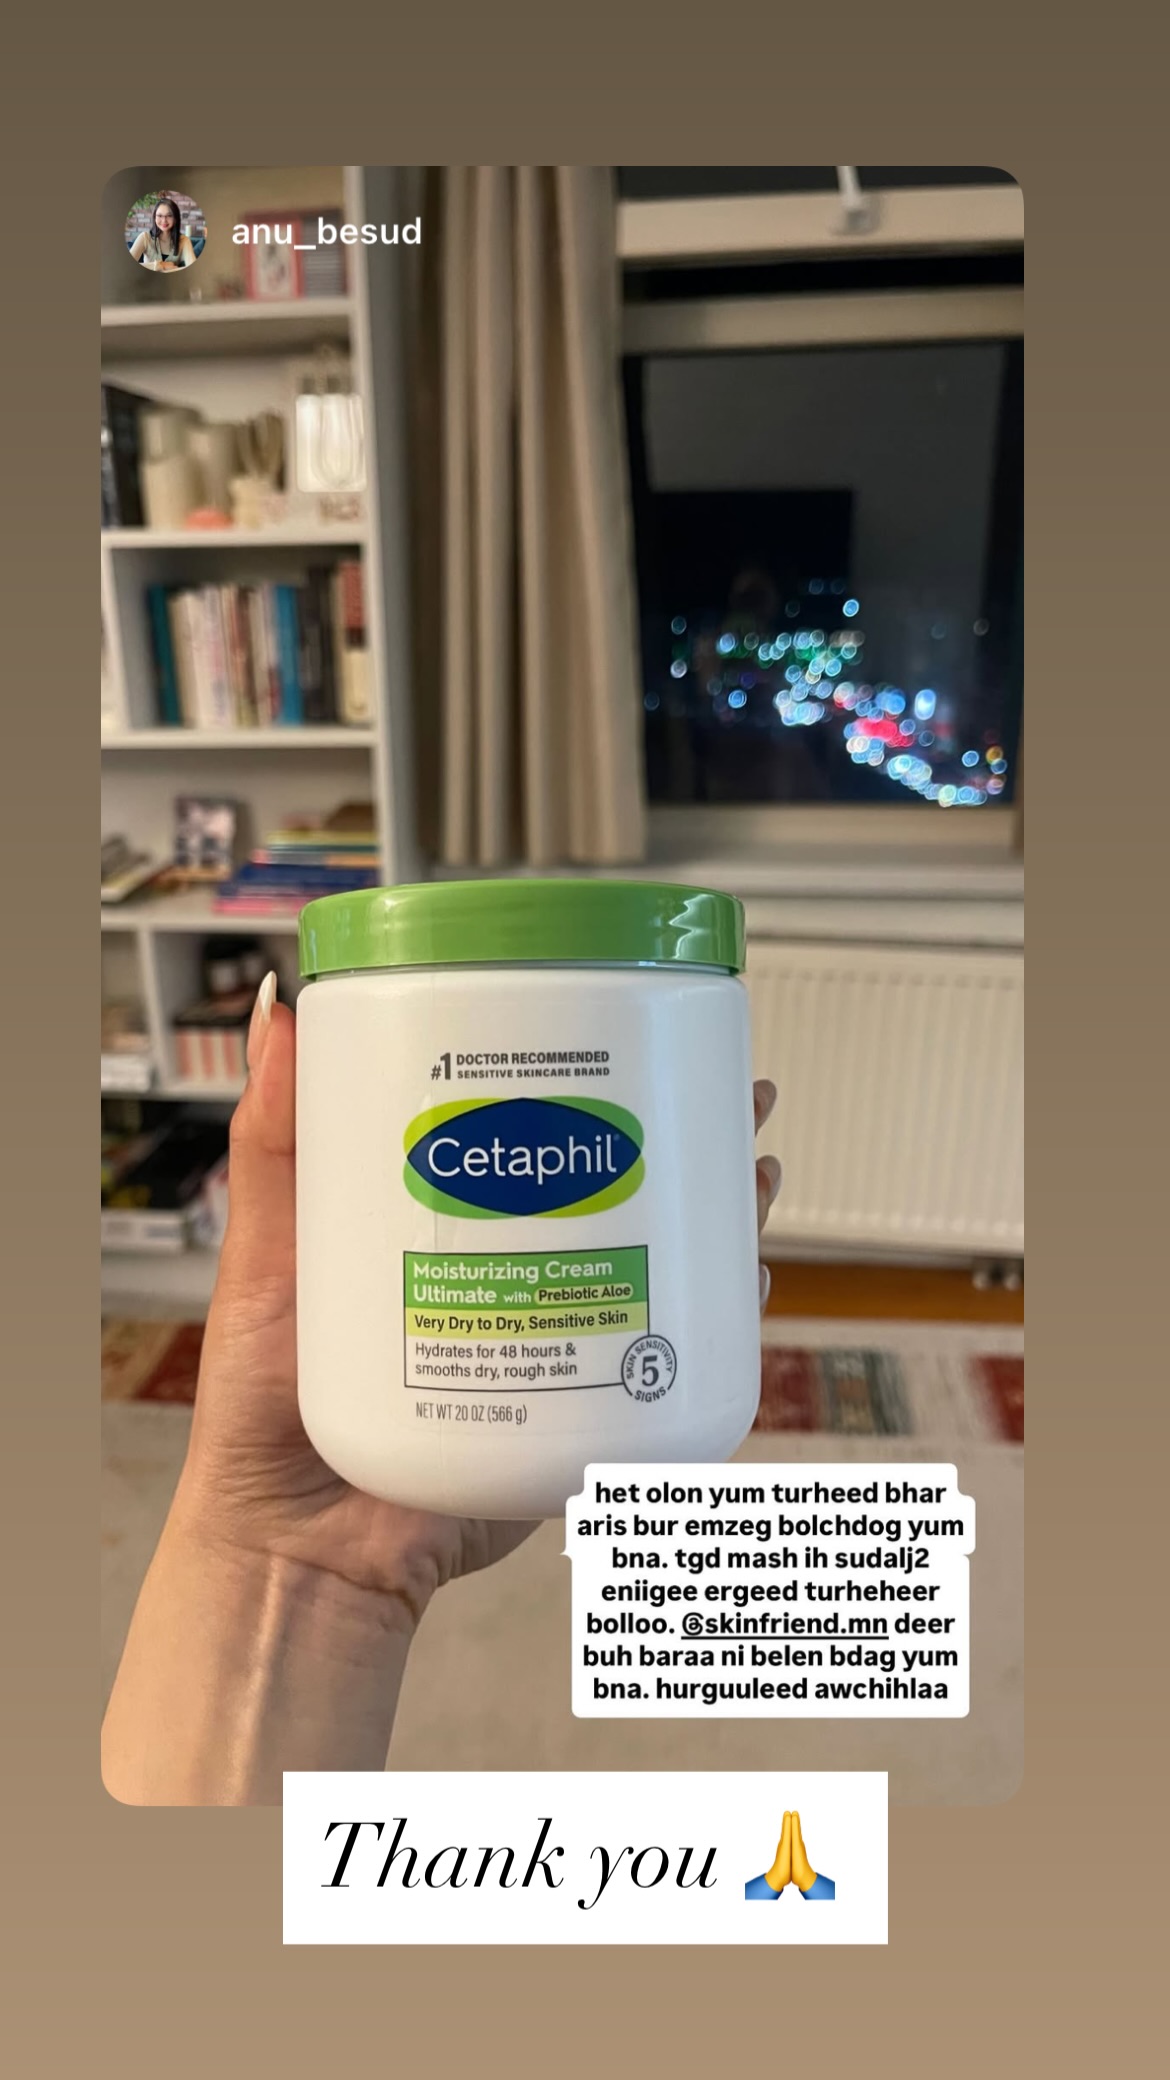 anu_besud
#1 DOCTOR RECOMMENDED
SENSITIVE SKINCARE BRAND
Cetaphil
Moisturizing Cream
Ultimate with Prebiotic Aloe
Very Dry to Dry, Sensitive Skin
Hydrates for 48 hours &
smooths dry, rough skin
SKIN SENSITIVITY
5
SIGNS
NET WT 20 OZ (566 g)
het olon yum turheed bhar
aris bur emzeg bolchdog yum
bna. tgd mash ih sudalj2
eniigee ergeed turheheer
bolloo. @skinfriend.mn deer
buh baraa ni belen bdag yum
bna. hurguuleed awchihlaa
Thank you 🙏